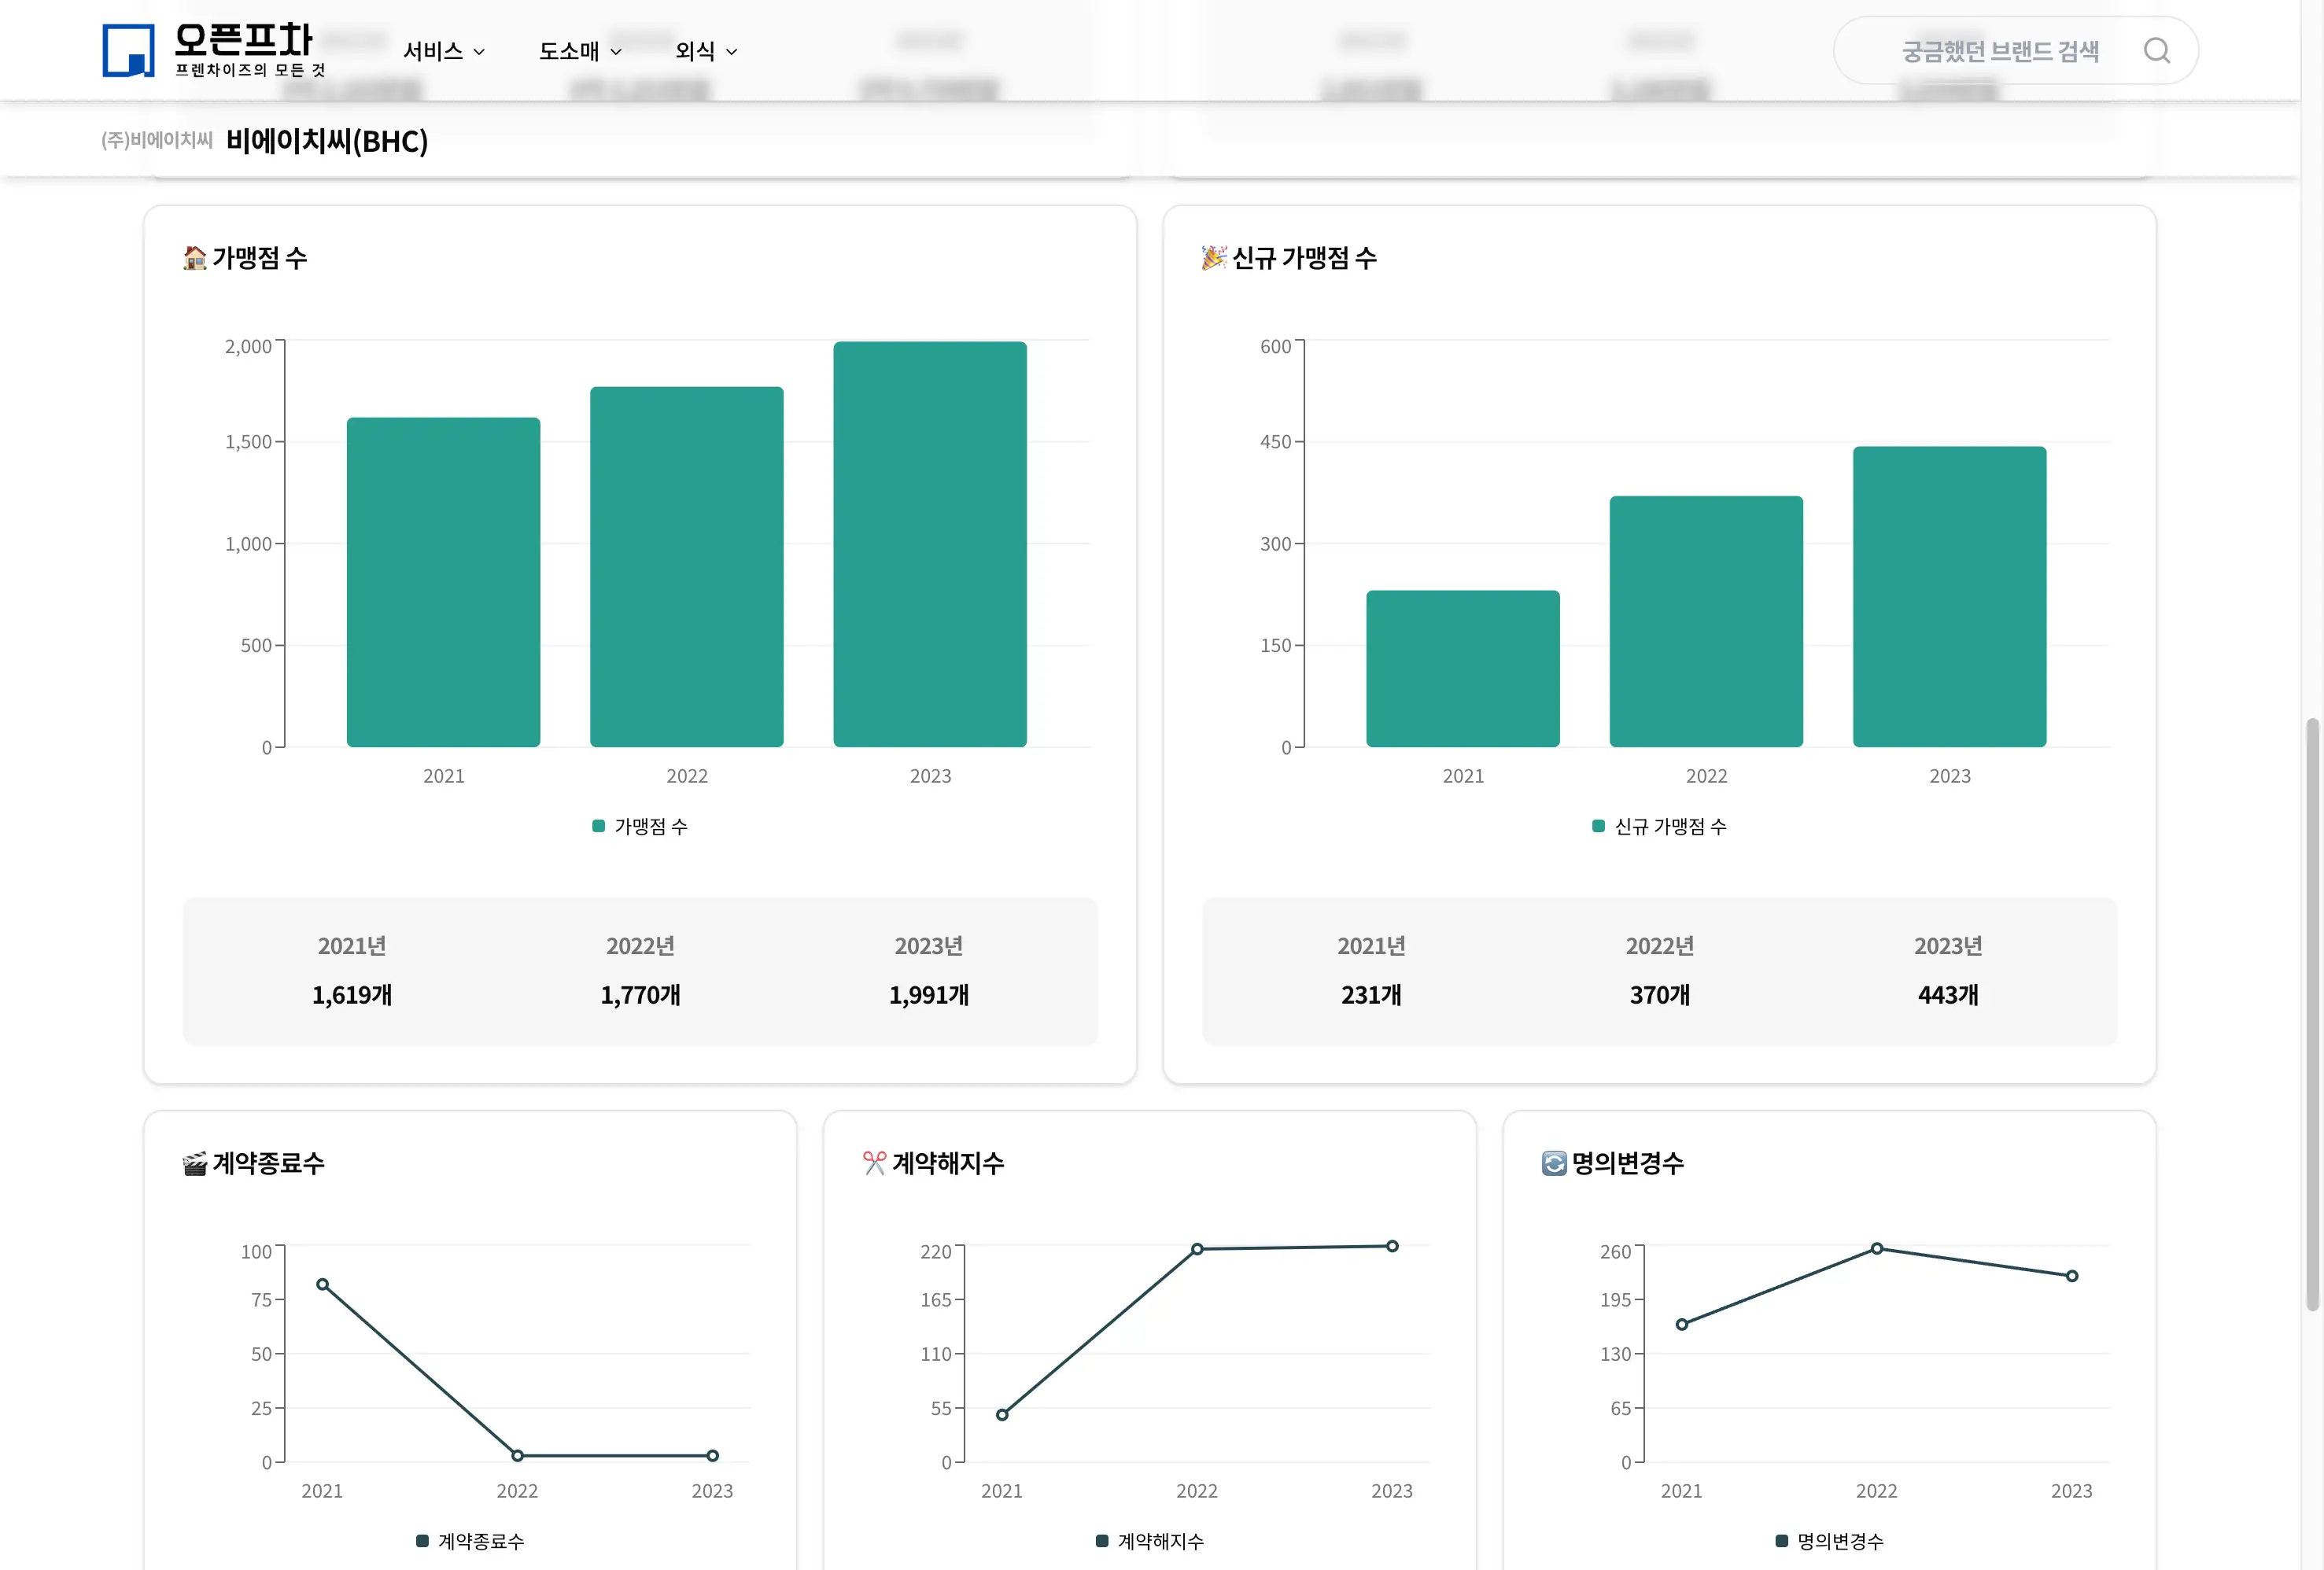 오픈프차
프렌차이즈의 모든 것
서비스
도소매
외식
궁금했던 브랜드 검색
(주)비에이치씨 비에이치씨(BHC)
가맹점 수
2,000
1,500
1,000
500
0
2021 2022 2023
가맹점 수
2021년 2022년 2023년
1,619개 1,770개 1,991개
신규 가맹점 수
600
450
300
150
0
2021 2022 2023
신규 가맹점 수
2021년 2022년 2023년
231개 370개 443개
계약종료수
100
75
50
25
0
2021 2022 2023
계약종료수
계약해지수
220
165
110
55
0
2021 2022 2023
계약해지수
명의변경수
260
195
130
65
0
2021 2022 2023
명의변경수